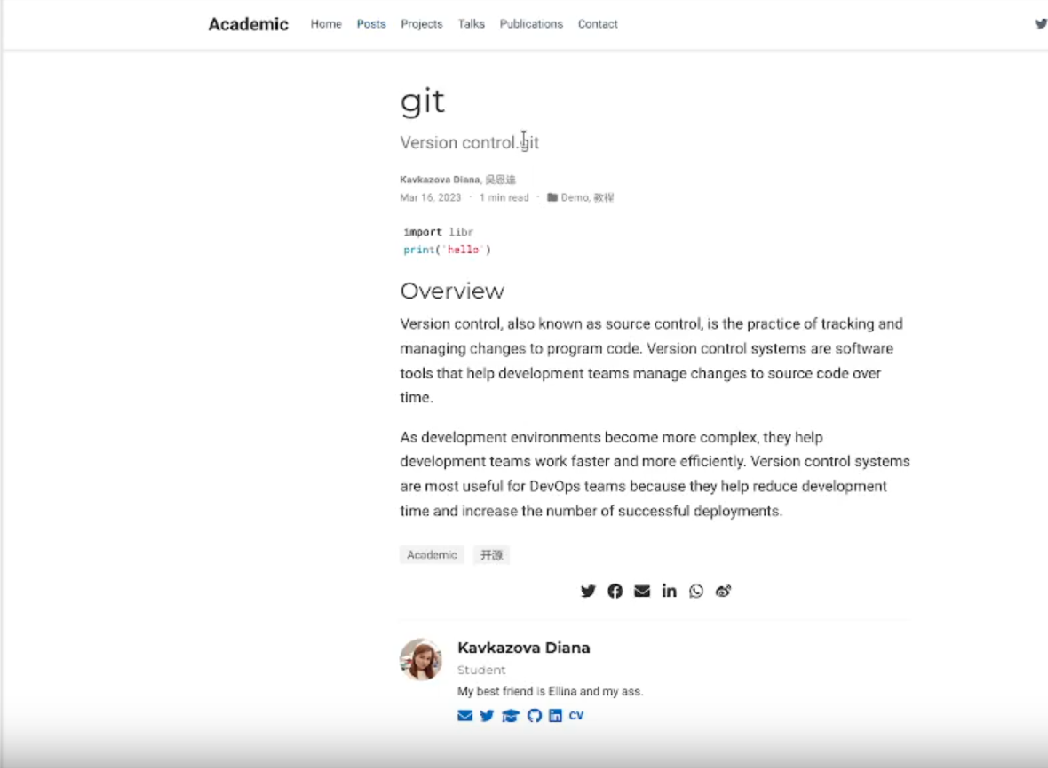 Academic Home Posts Projects Talks Publications Contact
git
Version control.git
Kavkazova Diana, 吳恩達
Mar 16, 2023 · 1 min read · Demo, 教程
import libr
print('hello')
Overview
Version control, also known as source control, is the practice of tracking and
managing changes to program code. Version control systems are software
tools that help development teams manage changes to source code over
time.
As development environments become more complex, they help
development teams work faster and more efficiently. Version control systems
are most useful for DevOps teams because they help reduce development
time and increase the number of successful deployments.
Academic 开源
Kavkazova Diana
Student
My best friend is Ellina and my ass.
CV